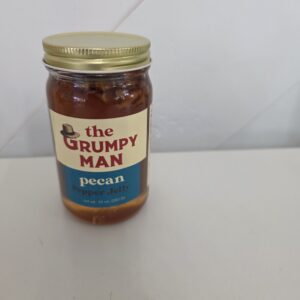 the
GRUMPY
MAN
pecan
Pepper Jelly